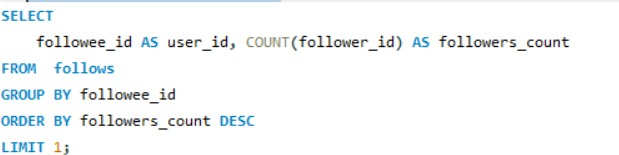 SELECT
    followee_id AS user_id, COUNT(follower_id) AS followers_count
FROM  follows
GROUP BY followee_id
ORDER BY followers_count DESC
LIMIT 1;